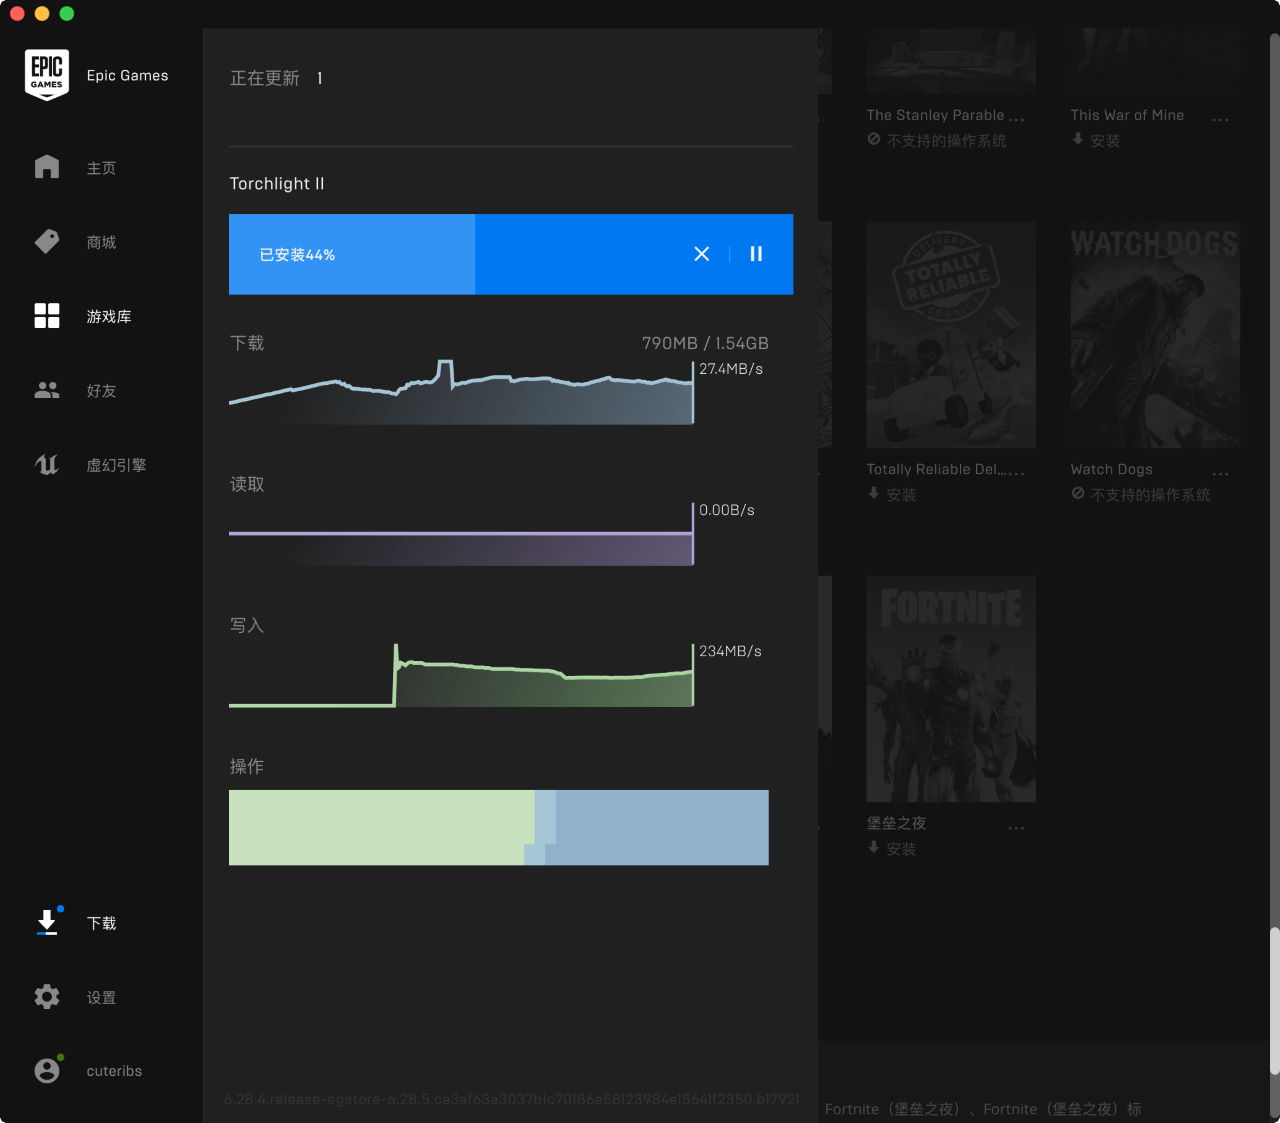 EPIC
GAMES
Epic Games
主页
商城
游戏库
好友
虚幻引擎
下载
设置
cuteribs
正在更新 1
Torchlight II
已安装44%
下载 790MB / 1.54GB
27.4MB/s
读取
0.00B/s
写入
234MB/s
操作
6.28.4.release-egstore-6.28.5.ca3af63a3037b1c70186e58123984e15641f2350.b17921
The Stanley Parable ...
不支持的操作系统
This War of Mine ...
安装
DELIVERY
TOTALLY
RELIABLE
SERVICE
Totally Reliable Del... ...
安装
WATCH DOGS
Watch Dogs ...
不支持的操作系统
FORTNITE
堡垒之夜 ...
安装
Fortnite（堡垒之夜）、Fortnite（堡垒之夜）标